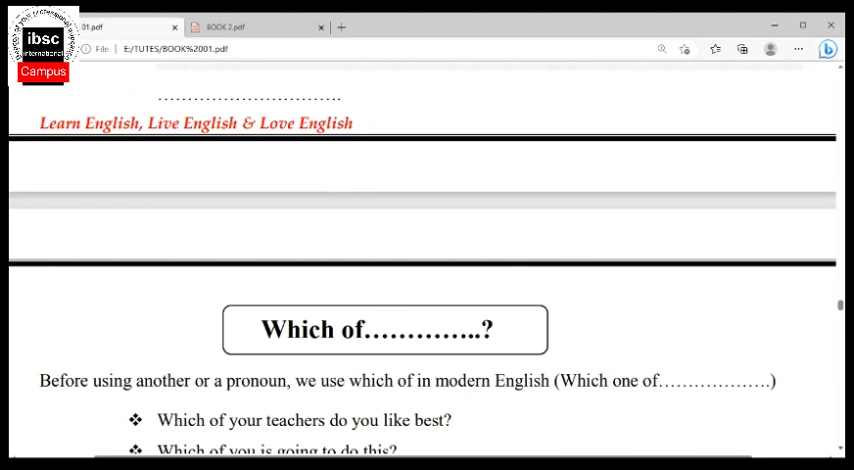 ibsc
international
Campus
01.pdf
BOOK 2.pdf
File
E:/TUTES/BOOK%2001.pdf
Learn English, Live English & Love English
Which of…………..?
Before using another or a pronoun, we use which of in modern English (Which one of……………….)
❖ Which of your teachers do you like best?
❖ Which of you is going to do this?